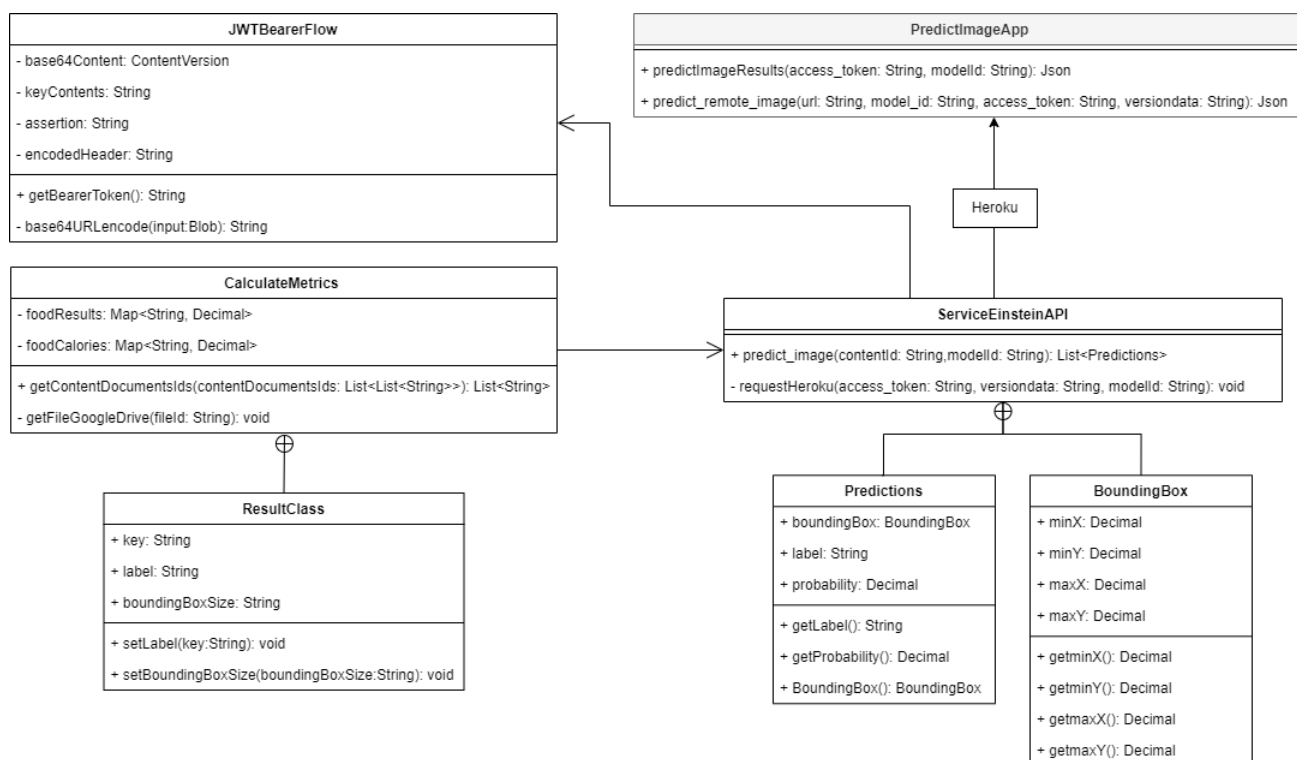 JWTBearerFlow
- base64Content: ContentVersion
- keyContents: String
- assertion: String
- encodedHeader: String
+ getBearerToken(): String
- base64URLencode(input:Blob): String
PredictImageApp
+ predictImageResults(access_token: String, modelId: String): Json
+ predict_remote_image(url: String, model_id: String, access_token: String, versiondata: String): Json
Heroku
CalculateMetrics
- foodResults: Map<String, Decimal>
- foodCalories: Map<String, Decimal>
+ getContentDocumentsIds(contentDocumentsIds: List<List<String>>): List<String>
- getFileGoogleDrive(fileId: String): void
ServiceEinsteinAPI
+ predict_image(contentId: String,modelId: String): List<Predictions>
- requestHeroku(access_token: String, versiondata: String, modelId: String): void
ResultClass
+ key: String
+ label: String
+ boundingBoxSize: String
+ setLabel(key:String): void
+ setBoundingBoxSize(boundingBoxSize:String): void
Predictions
+ boundingBox: BoundingBox
+ label: String
+ probability: Decimal
+ getLabel(): String
+ getProbability(): Decimal
+ BoundingBox(): BoundingBox
BoundingBox
+ minX: Decimal
+ minY: Decimal
+ maxX: Decimal
+ maxY: Decimal
+ getminX(): Decimal
+ getminY(): Decimal
+ getmaxX(): Decimal
+ getmaxY(): Decimal